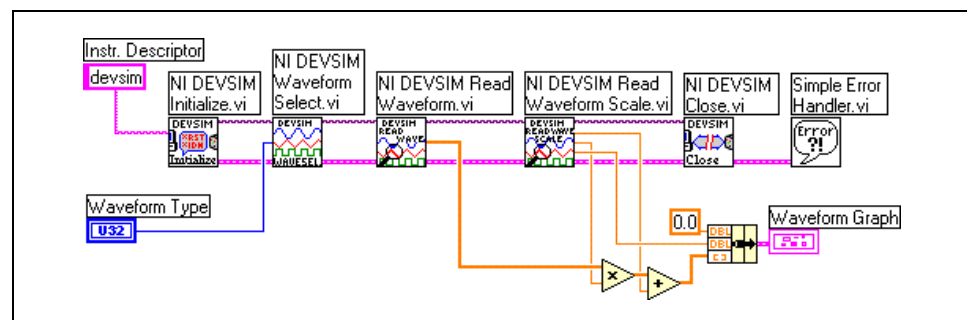 Instr. Descriptor
devsim
NI DEVSIM
Initialize.vi
NI DEVSIM
Waveform
Select.vi
NI DEVSIM Read
Waveform.vi
NI DEVSIM Read
Waveform Scale.vi
NI DEVSIM
Close.vi
Simple Error
Handler.vi
DEVSIM
*RST
*IDN
Initialize
DEVSIM
WAVESEL
DEVSIM
READ
WAVE
DEVSIM
READWAVE
SCALE
DEVSIM
Close
Error
?!
Waveform Type
U32
0.0
DBL
DBL
Waveform Graph
x
+